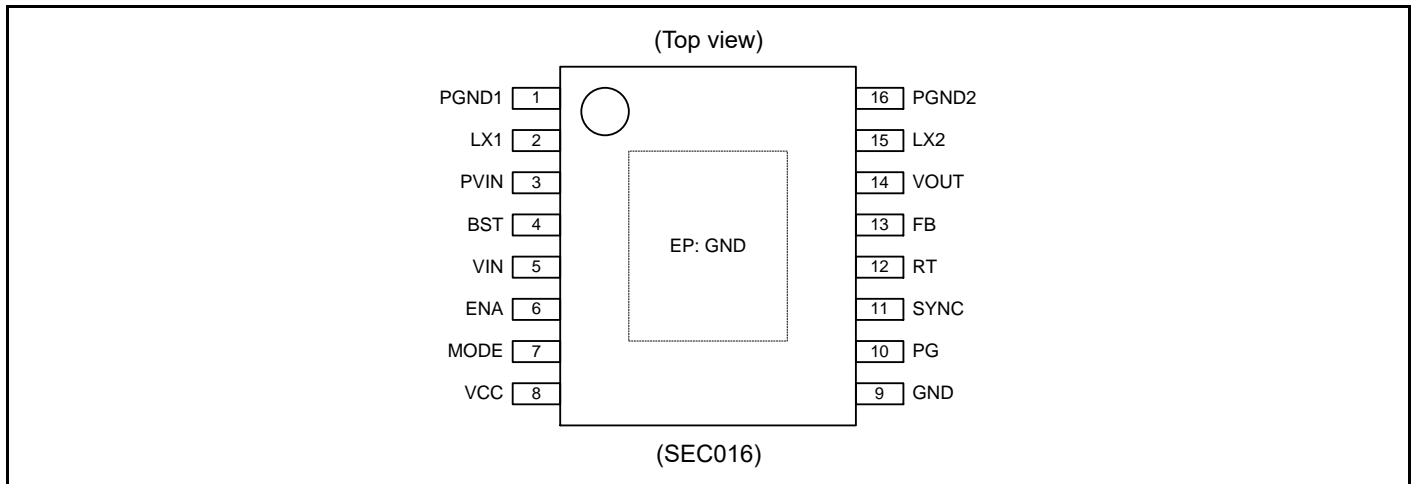 (Top view)
PGND1 1 16 PGND2
LX1 2 15 LX2
PVIN 3 14 VOUT
BST 4 13 FB
EP: GND
VIN 5 12 RT
ENA 6 11 SYNC
MODE 7 10 PG
VCC 8 9 GND
(SEC016)